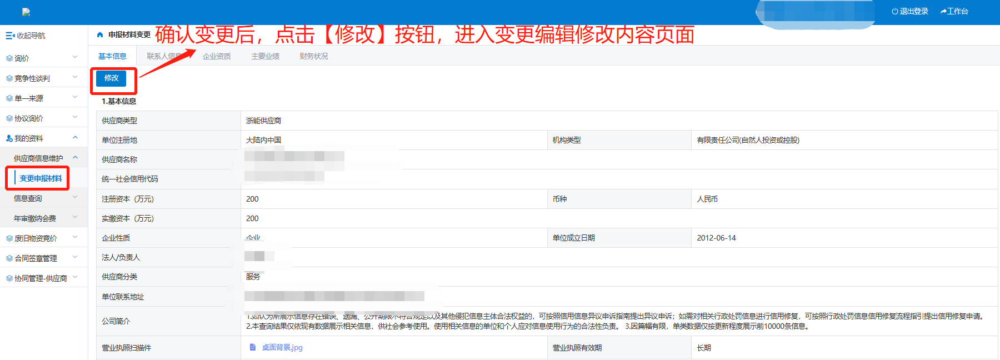 退出登录 工作台
收起导航
申报材料变更
确认变更后，点击【修改】按钮，进入变更编辑修改内容页面
基本信息 联系人信息 企业资质 主要业绩 财务状况
修改
询价
竞争性谈判
单一来源
协议询价
我的资料
供应商信息维护
变更申报材料
信息查询
年审缴纳会费
废旧物资竞价
合同签章管理
协同管理-供应商
1.基本信息
供应商类型 浙能供应商
单位注册地 大陆内中国 机构类型 有限责任公司(自然人投资或控股)
供应商名称
统一社会信用代码
注册资本（万元） 200 币种 人民币
实缴资本（万元） 200
企业性质 企业 单位成立日期 2012-06-14
法人/负责人
供应商分类 服务
单位联系地址
公司简介
1.如认为所展示信息存在错误、遗漏、公开期限不符合规定以及其他侵犯信息主体合法权益的，可按照信用信息异议申诉指南提出异议申诉；如需对相关行政处罚信息进行信用修复，可按照行政处罚信息信用修复流程指引提出信用修复申请。
2.本查询结果仅依现有数据展示相关信息，供社会参考使用。使用相关信息的单位和个人应对信息使用行为的合法性负责。 3.因篇幅有限，单类数据仅按更新程度展示前10000条信息。
营业执照扫描件 桌面背景.jpg 营业执照有效期 长期